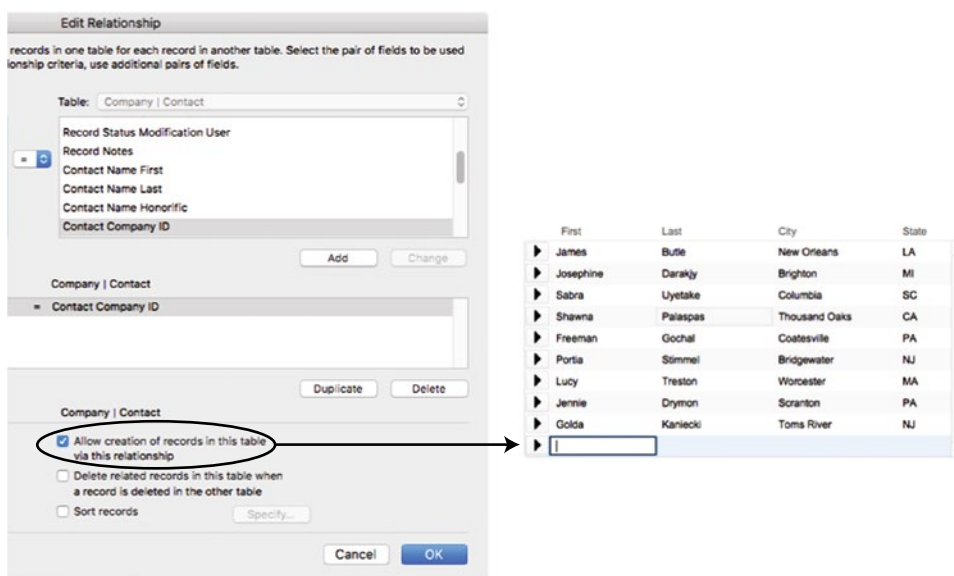 Edit Relationship
records in one table for each record in another table. Select the pair of fields to be used
ionship criteria, use additional pairs of fields.
Table: Company | Contact
Record Status Modification User
=
Record Notes
Contact Name First
Contact Name Last
Contact Name Honorific
Contact Company ID
Add Change
Company | Contact
= Contact Company ID
Duplicate Delete
Company | Contact
Allow creation of records in this table
via this relationship
Delete related records in this table when
a record is deleted in the other table
Sort records Specify...
Cancel OK
First Last City State
James Butle New Orleans LA
Josephine Darakjy Brighton MI
Sabra Uyetake Columbia SC
Shawna Palaspas Thousand Oaks CA
Freeman Gochal Coatesville PA
Portia Stimmel Bridgewater NJ
Lucy Treston Worcester MA
Jennie Drymon Scranton PA
Golda Kaniecki Toms River NJ